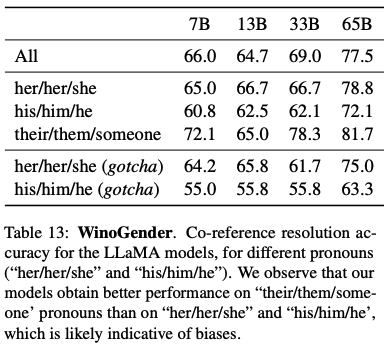 7B 13B 33B 65B
All 66.0 64.7 69.0 77.5
her/her/she 65.0 66.7 66.7 78.8
his/him/he 60.8 62.5 62.1 72.1
their/them/someone 72.1 65.0 78.3 81.7
her/her/she (gotcha) 64.2 65.8 61.7 75.0
his/him/he (gotcha) 55.0 55.8 55.8 63.3
Table 13: WinoGender. Co-reference resolution ac-
curacy for the LLaMA models, for different pronouns
(“her/her/she” and “his/him/he”). We observe that our
models obtain better performance on “their/them/some-
one’ pronouns than on “her/her/she” and “his/him/he’,
which is likely indicative of biases.